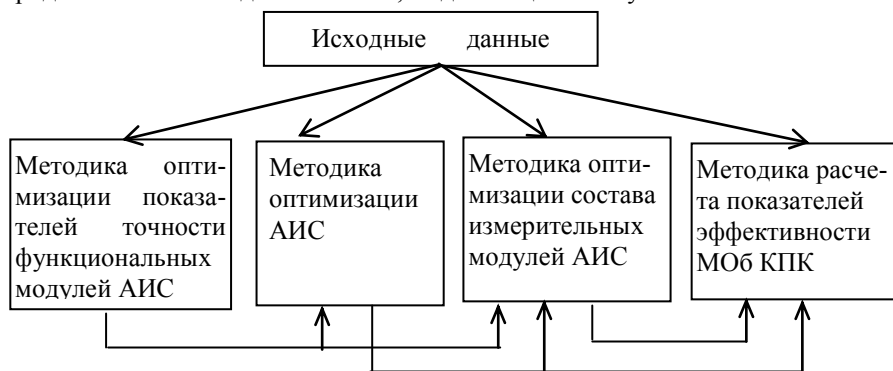 Исходные данные
Методика опти-
мизации показа-
телей точности
функциональных
модулей АИС
Методика
оптимизации
АИС
Методика опти-
мизации состава
измерительных
модулей АИС
Методика расче-
та показателей
эффективности
МОб КПК